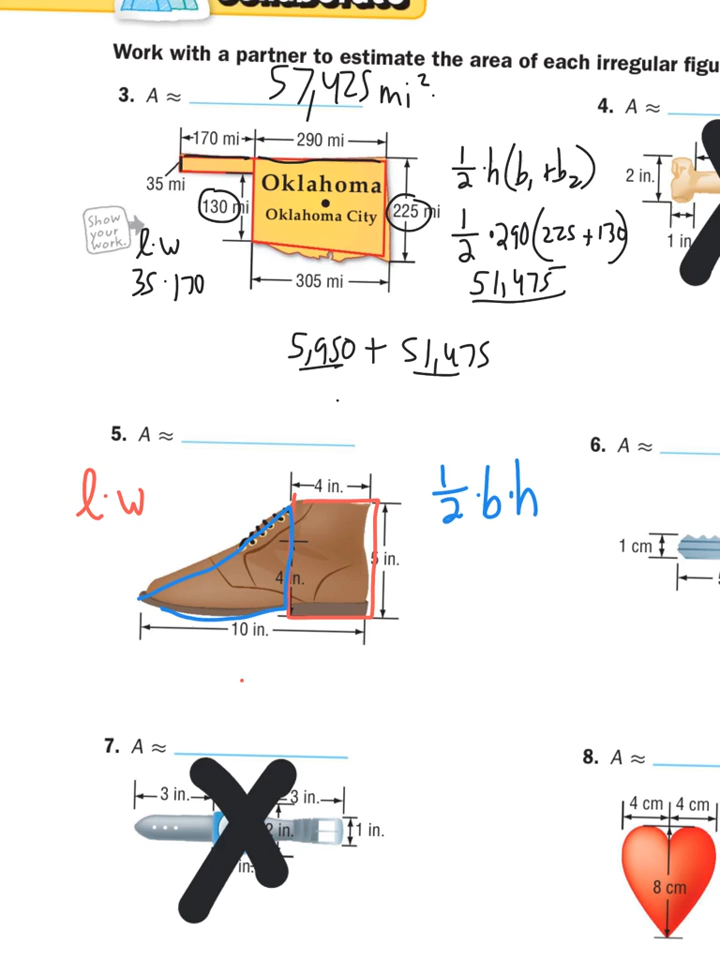 Work with a partner to estimate the area of each irregular figu
57,425 mi².
3. A ≈
4. A ≈
170 mi
290 mi
½·h(b₁+b₂)
2 in.
35 mi
Oklahoma
130 mi
Oklahoma City
225 mi
Show your work.
l·w
½·290(225+130)
1 in
35·170
305 mi
51,475
5,950 + 51,475
5. A ≈
6. A ≈
l·w
4 in.
½·b·h
1 cm
in.
4 in.
10 in.
7. A ≈
8. A ≈
3 in.
3 in.
4 cm
4 cm
in.
1 in.
in.
8 cm